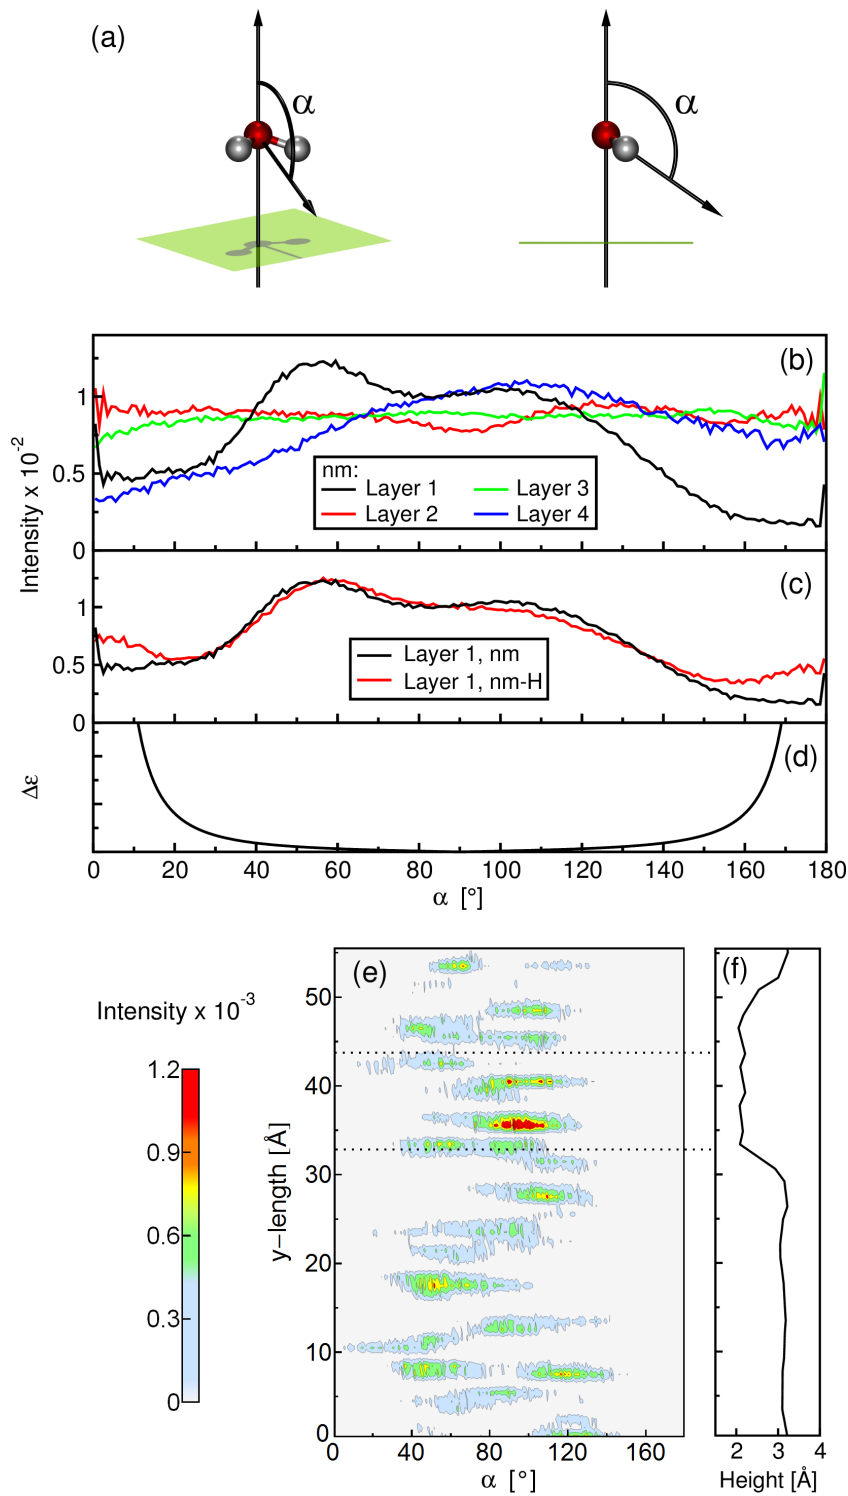 (a)
α
α
(b)
Intensity x 10-2
1
0.5
0
nm:
Layer 1
Layer 3
Layer 2
Layer 4
(c)
1
0.5
0
Layer 1, nm
Layer 1, nm-H
(d)
Δε
0 20 40 60 80 100 120 140 160 180
α [°]
(e)
(f)
Intensity x 10-3
1.2
0.9
0.6
0.3
0
y-length [Å]
50
40
30
20
10
0
0 40 80 120 160
α [°]
2 3 4
Height [Å]